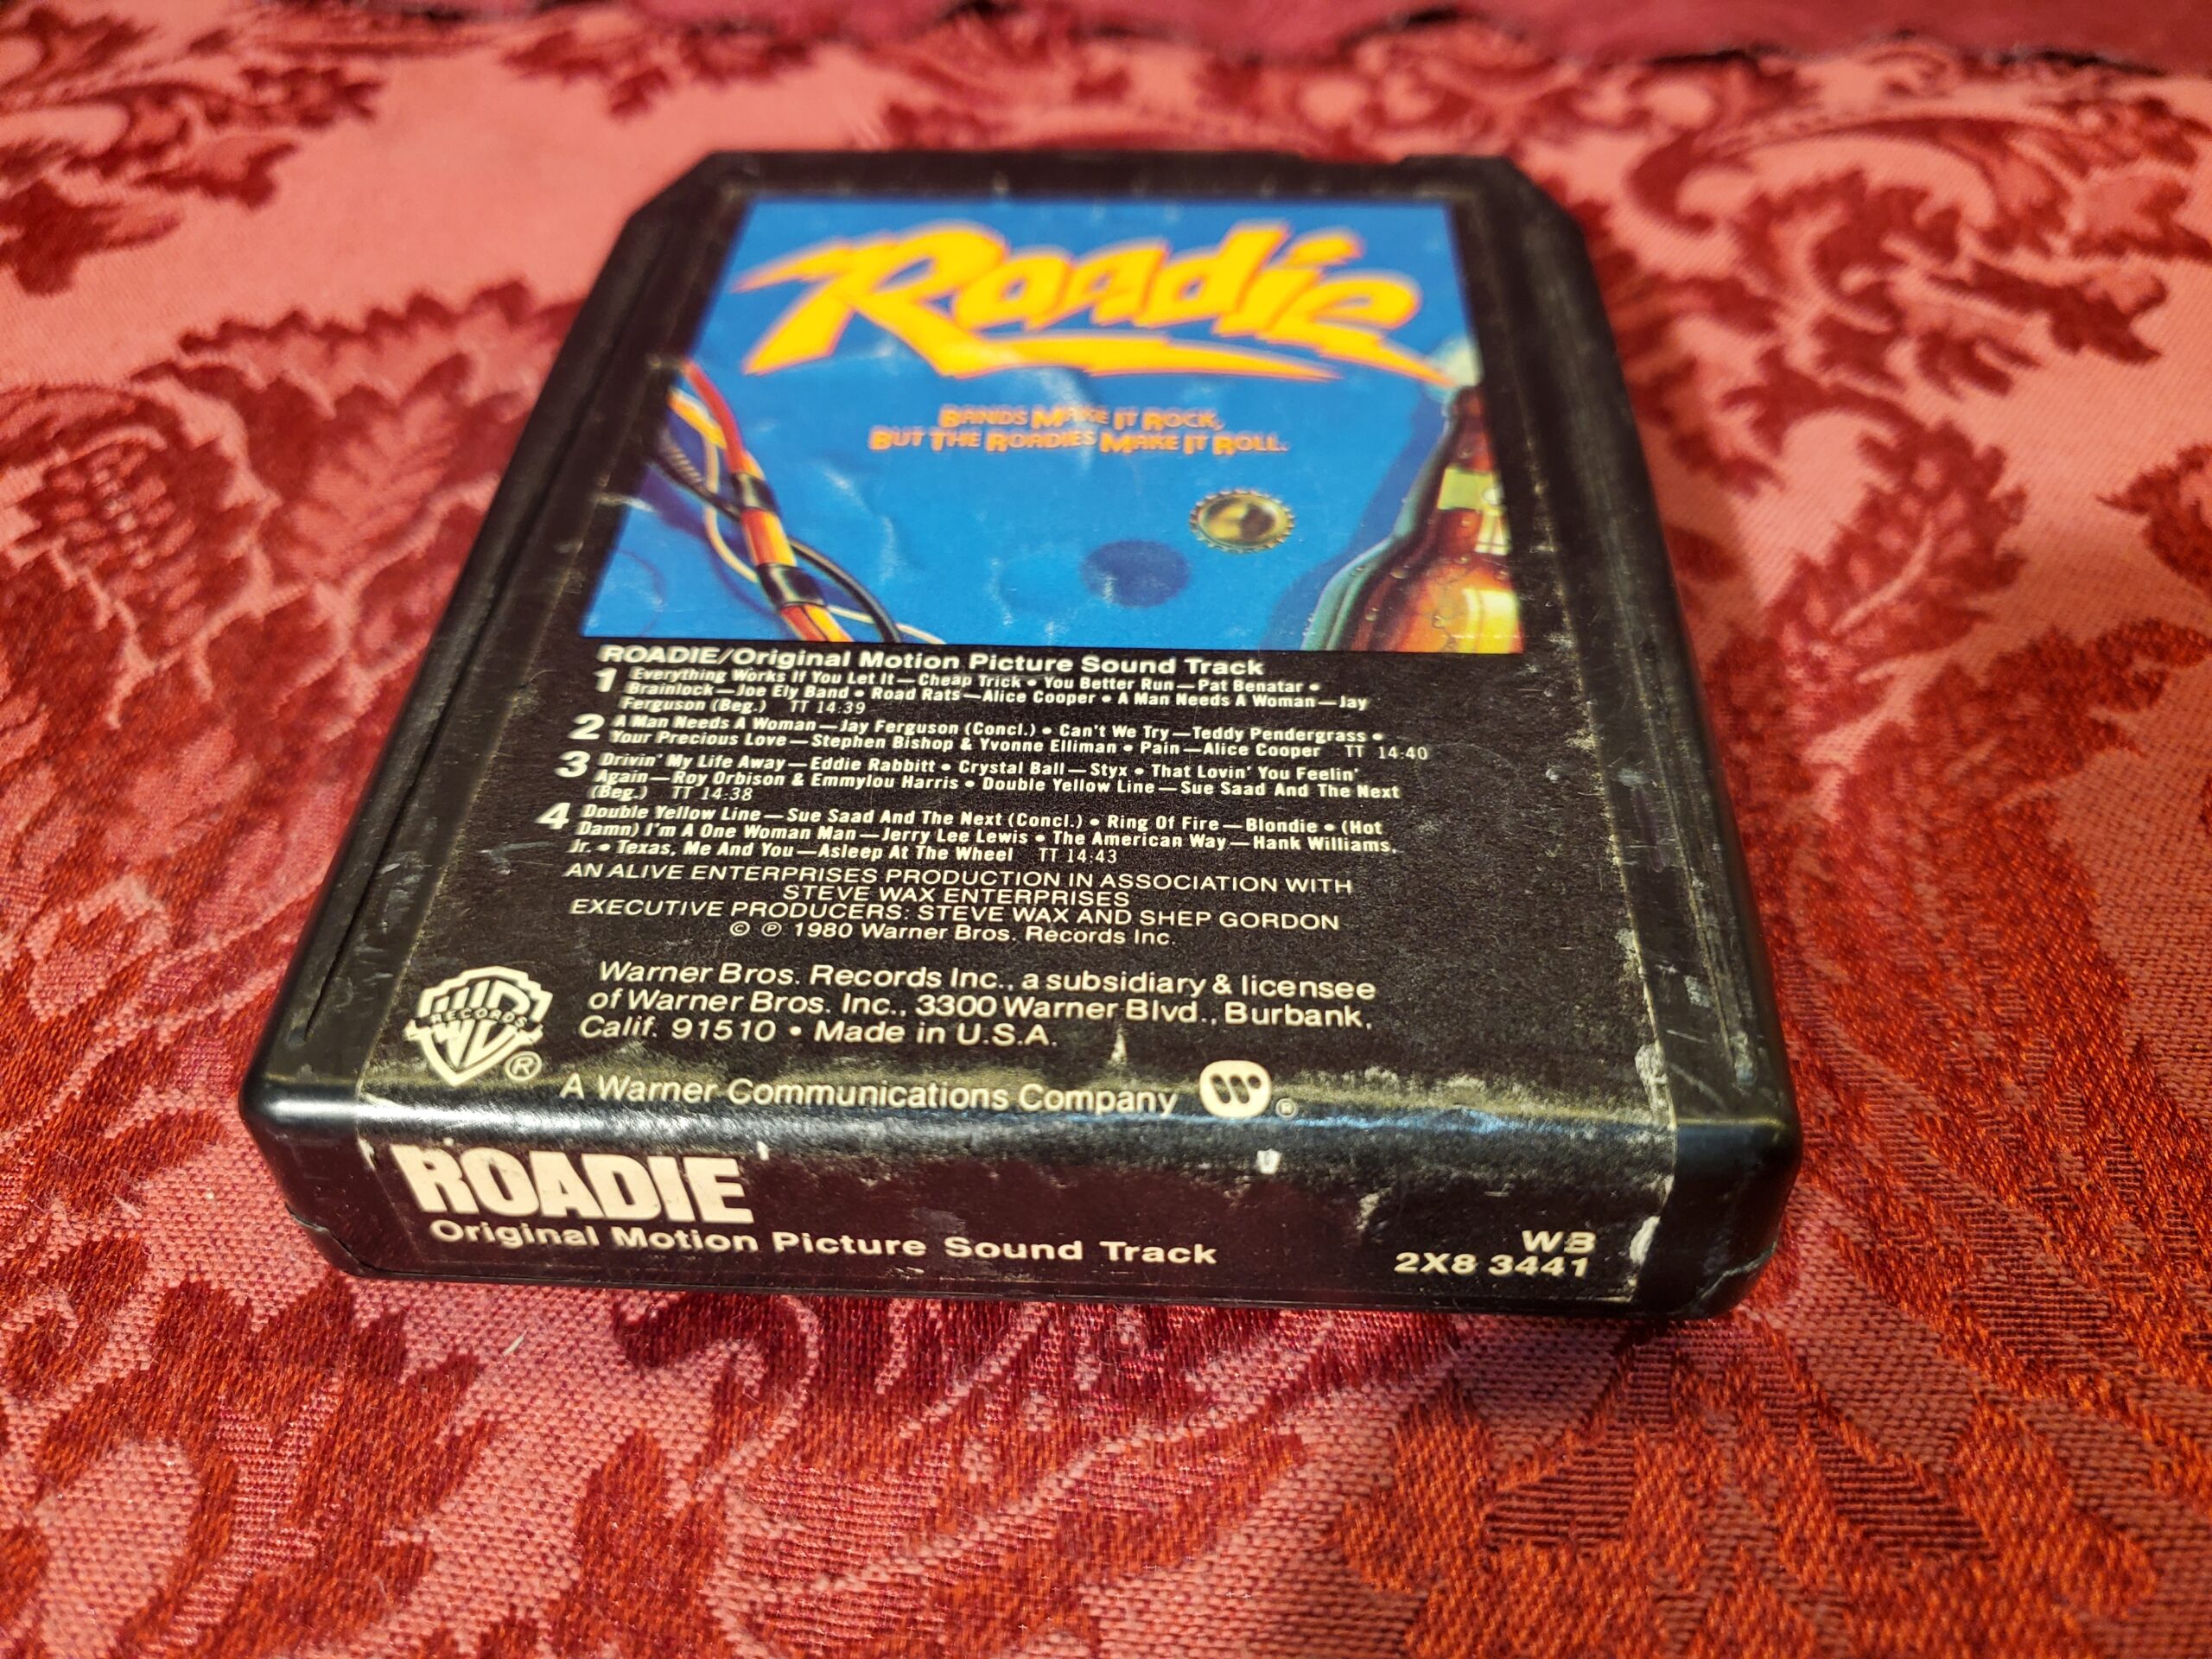 Roadie
BANDS MAKE IT ROCK,
BUT THE ROADIES MAKE IT ROLL.
ROADIE/Original Motion Picture Sound Track
1 Everything Works If You Let It—Cheap Trick • You Better Run—Pat Benatar •
Brainlock—Joe Ely Band • Road Rats—Alice Cooper • A Man Needs A Woman—Jay
Ferguson (Beg.) TT 14:39
2 A Man Needs A Woman—Jay Ferguson (Concl.) • Can't We Try—Teddy Pendergrass •
Your Precious Love—Stephen Bishop & Yvonne Elliman • Pain—Alice Cooper TT 14:40
3 Drivin' My Life Away—Eddie Rabbitt • Crystal Ball—Styx • That Lovin' You Feelin'
Again—Roy Orbison & Emmylou Harris • Double Yellow Line—Sue Saad And The Next
(Beg.) TT 14:38
4 Double Yellow Line—Sue Saad And The Next (Concl.) • Ring Of Fire—Blondie • (Hot
Damn) I'm A One Woman Man—Jerry Lee Lewis • The American Way—Hank Williams,
Jr. • Texas, Me And You—Asleep At The Wheel TT 14:43
AN ALIVE ENTERPRISES PRODUCTION IN ASSOCIATION WITH
STEVE WAX ENTERPRISES
EXECUTIVE PRODUCERS: STEVE WAX AND SHEP GORDON
© ℗ 1980 Warner Bros. Records Inc.
Warner Bros. Records Inc., a subsidiary & licensee
of Warner Bros. Inc., 3300 Warner Blvd., Burbank,
Calif. 91510 • Made in U.S.A.
WB RECORDS ®
A Warner Communications Company W ®
ROADIE
Original Motion Picture Sound Track
WB
2X8 3441